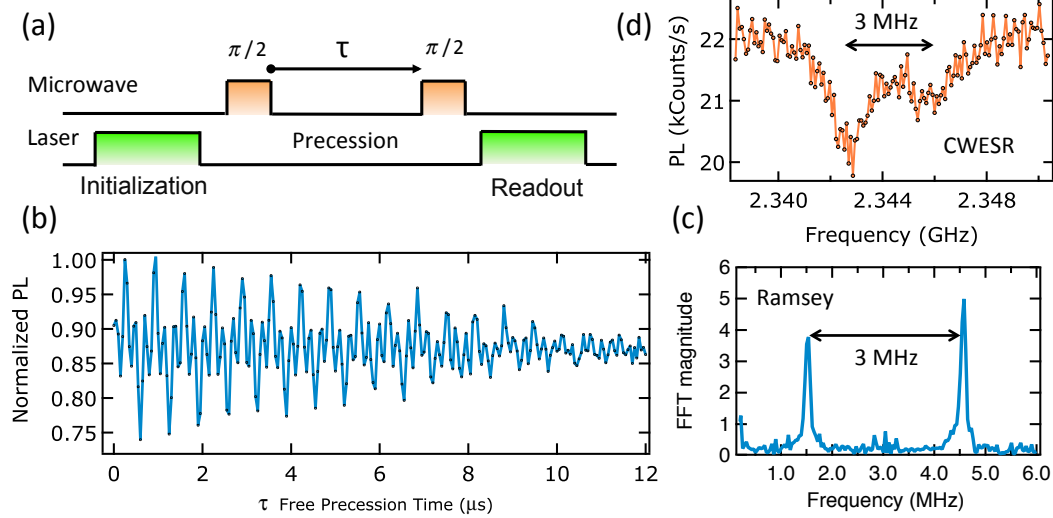 (a)
π/2
τ
π/2
Microwave
Laser
Precession
Initialization
Readout
(b)
1.00
0.95
0.90
0.85
0.80
0.75
Normalized PL
0
2
4
6
8
10
12
τ Free Precession Time (μs)
(d)
3 MHz
22
21
20
PL (kCounts/s)
CWESR
2.340
2.344
2.348
Frequency (GHz)
(c)
6
5
4
3
2
1
0
FFT magnitude
Ramsey
3 MHz
1.0
2.0
3.0
4.0
5.0
6.0
Frequency (MHz)